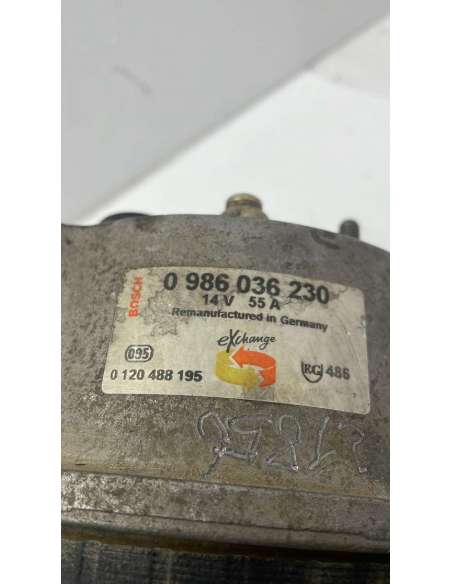 BOSCH
0 986 036 230
14 V 55 A
Remanufactured in Germany
eXchange
095
0 120 488 195
RG 486